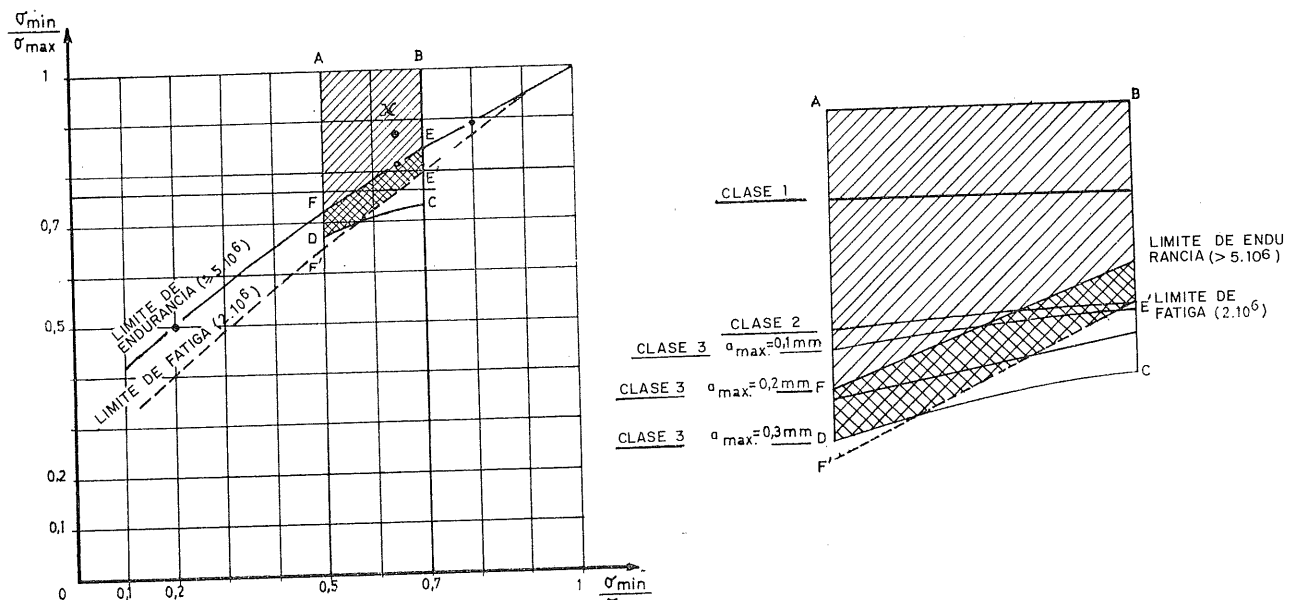 σmin
σmax
A
B
1
X
E
E'
F
C
0,7
D
F'
LIMITE DE
ENDURANCIA (≥ 5.10⁶)
LIMITE DE FATIGA (2.10⁶)
0,5
0,2
0,1
0
0,1
0,2
0,5
0,7
1
σmin
A
B
CLASE 1
LIMITE DE ENDU
RANCIA (> 5.10⁶)
CLASE 2
E'
LIMITE DE
FATIGA (2.10⁶)
CLASE 3 amax.=0,1mm
CLASE 3 amax.=0,2mm
F
C
CLASE 3 amax.=0,3mm
D
F'